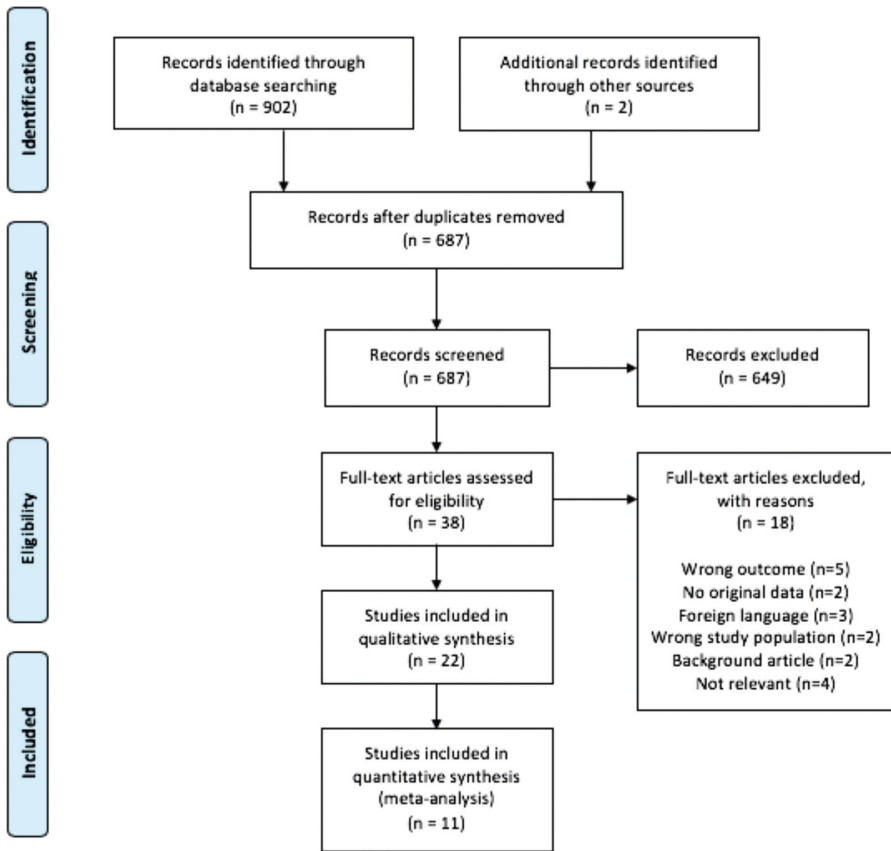 Identification
Records identified through
database searching
(n = 902)
Additional records identified
through other sources
(n = 2)
Records after duplicates removed
(n = 687)
Screening
Records screened
(n = 687)
Records excluded
(n = 649)
Eligibility
Full-text articles assessed
for eligibility
(n = 38)
Full-text articles excluded,
with reasons
(n = 18)
Wrong outcome (n=5)
No original data (n=2)
Foreign language (n=3)
Wrong study population (n=2)
Background article (n=2)
Not relevant (n=4)
Studies included in
qualitative synthesis
(n = 22)
Included
Studies included in
quantitative synthesis
(meta-analysis)
(n = 11)